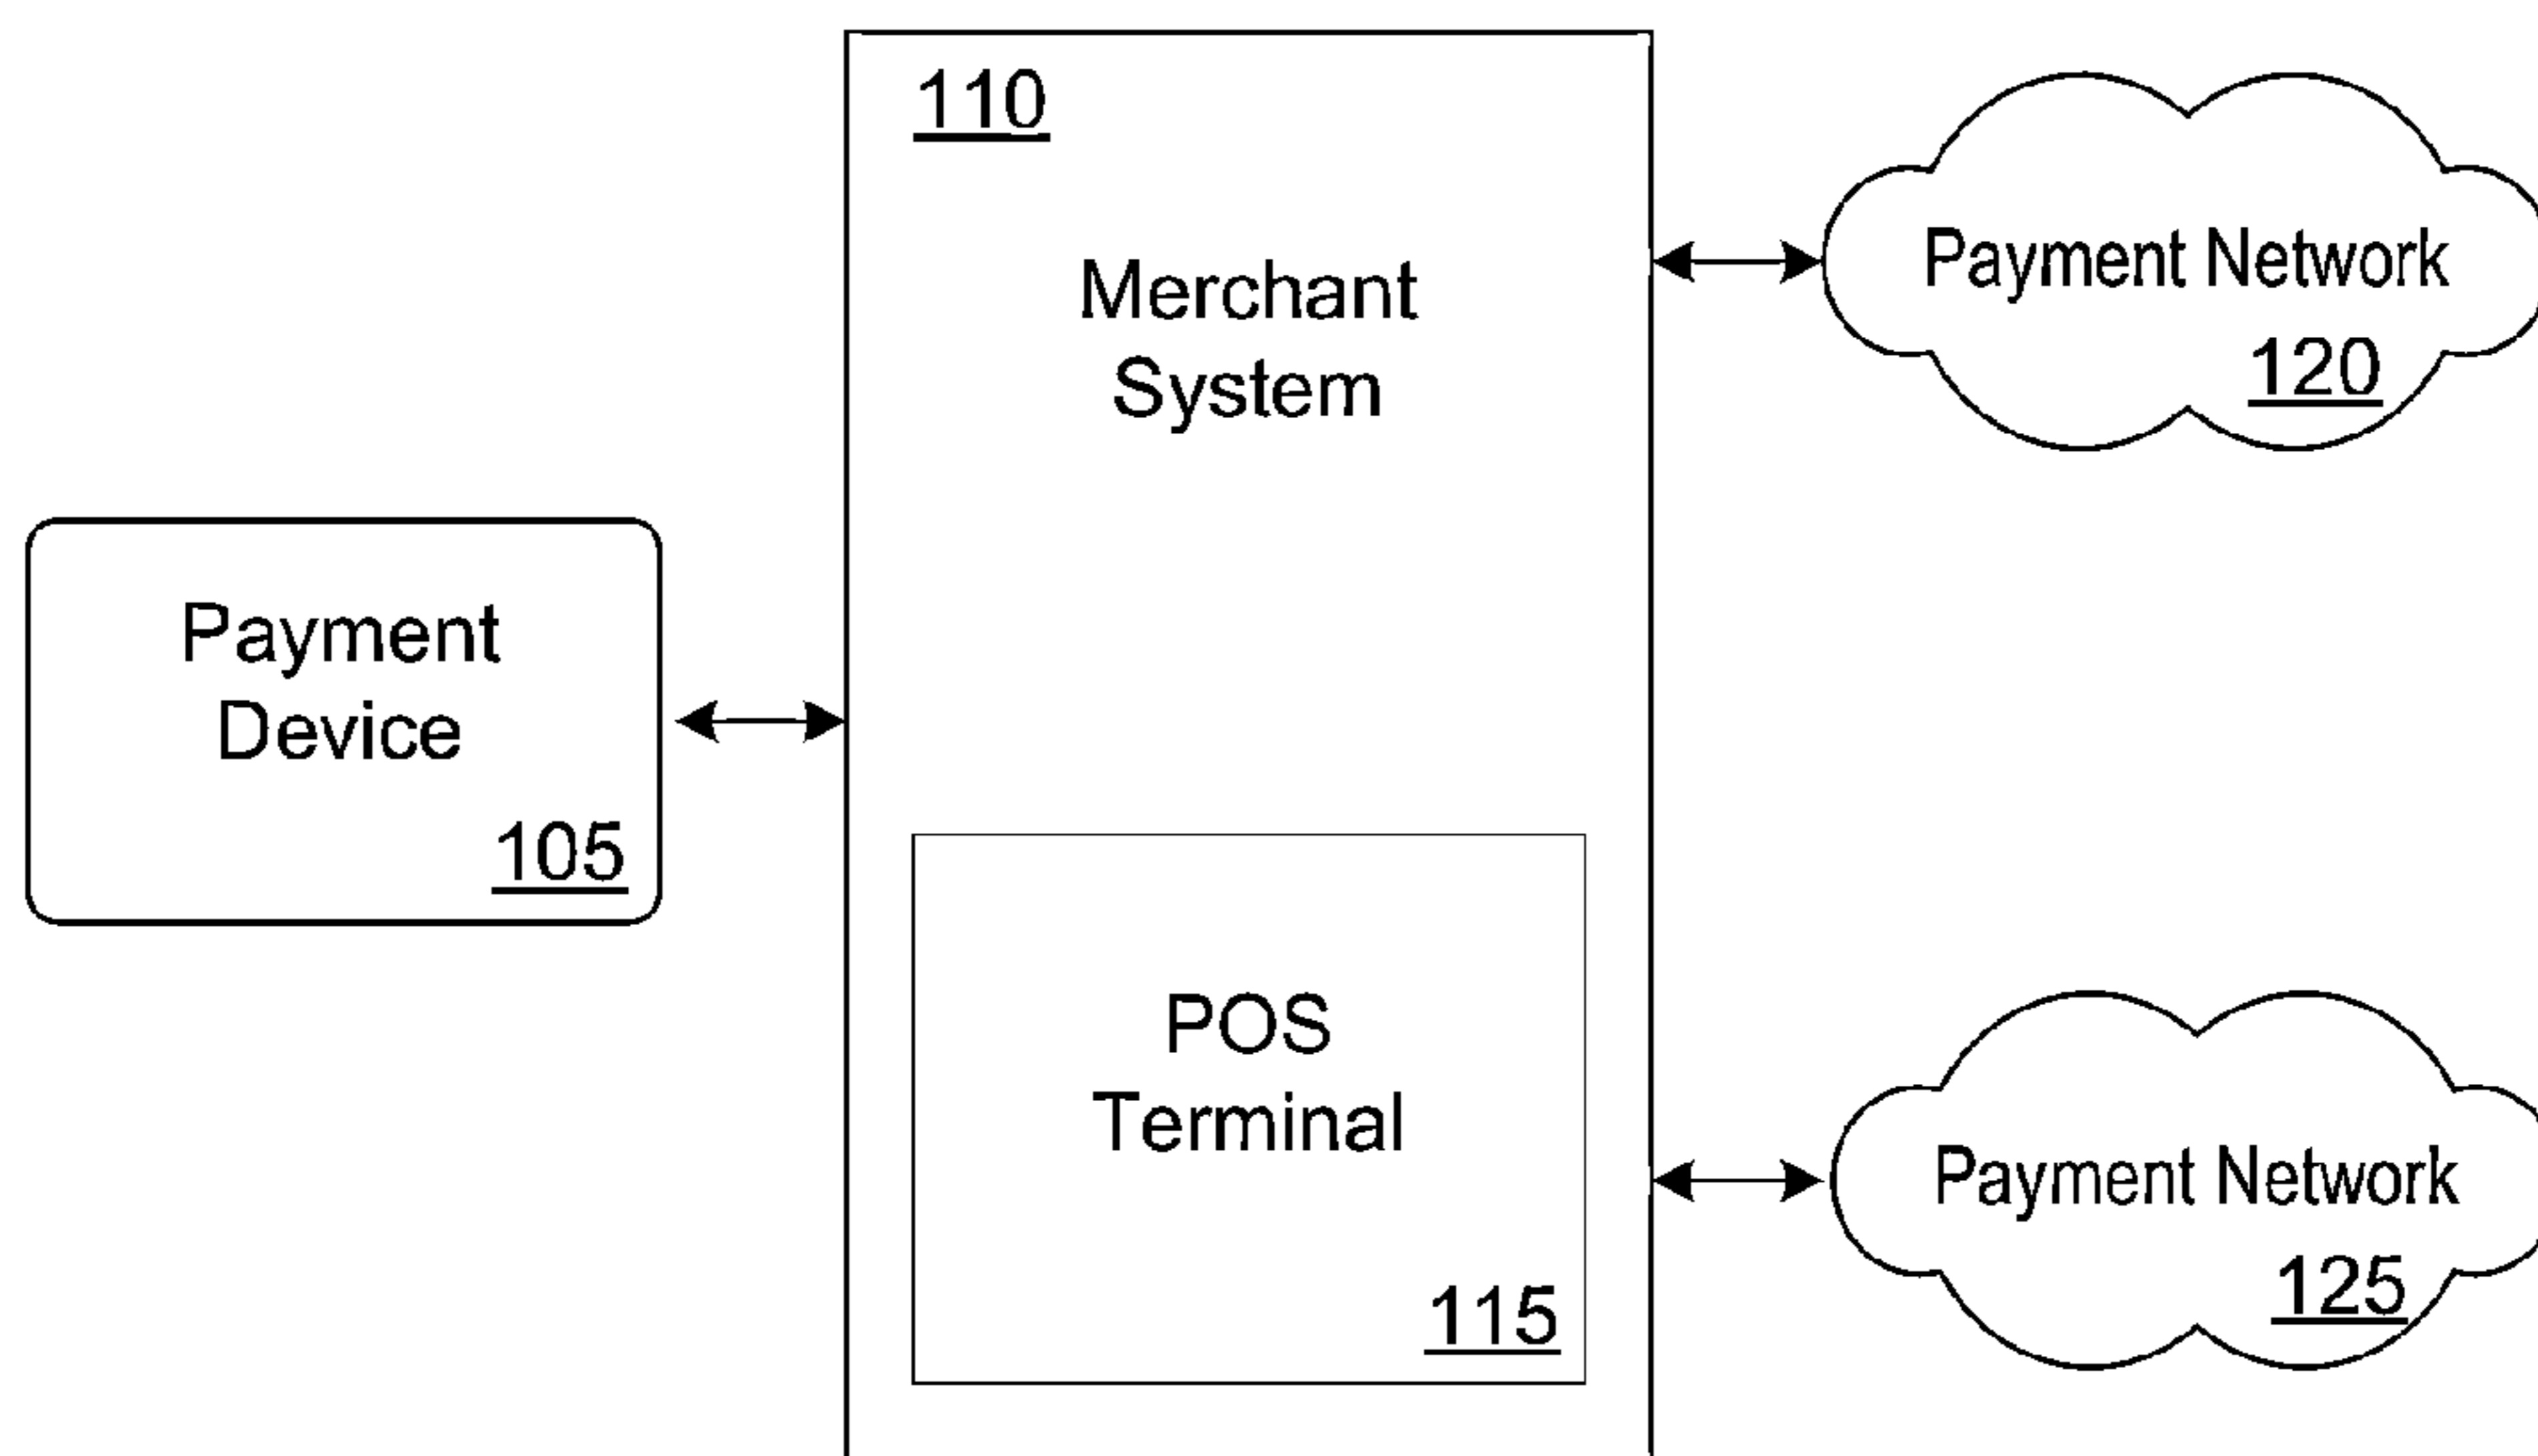 110
Merchant
System
Payment Network
120
Payment
Device
105
POS
Terminal
115
Payment Network
125